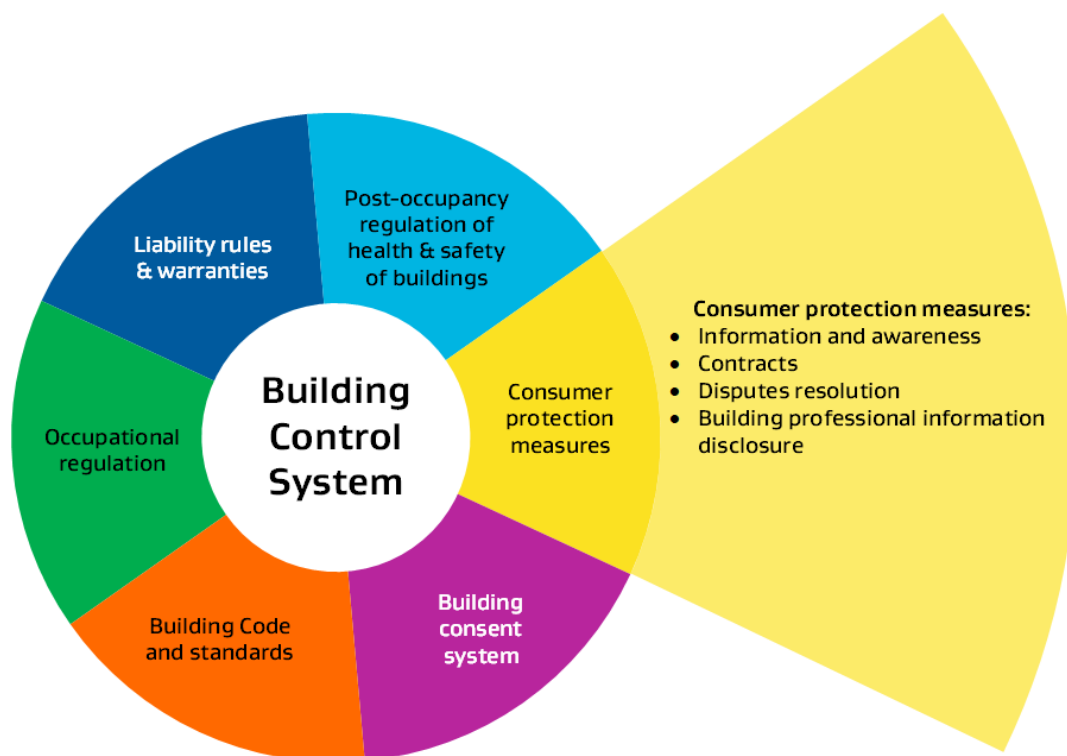 Building
Control
System
Liability rules
& warranties
Post-occupancy
regulation of
health & safety
of buildings
Consumer
protection
measures
Building
consent
system
Building Code
and standards
Occupational
regulation
Consumer protection measures:
• Information and awareness
• Contracts
• Disputes resolution
• Building professional information
disclosure